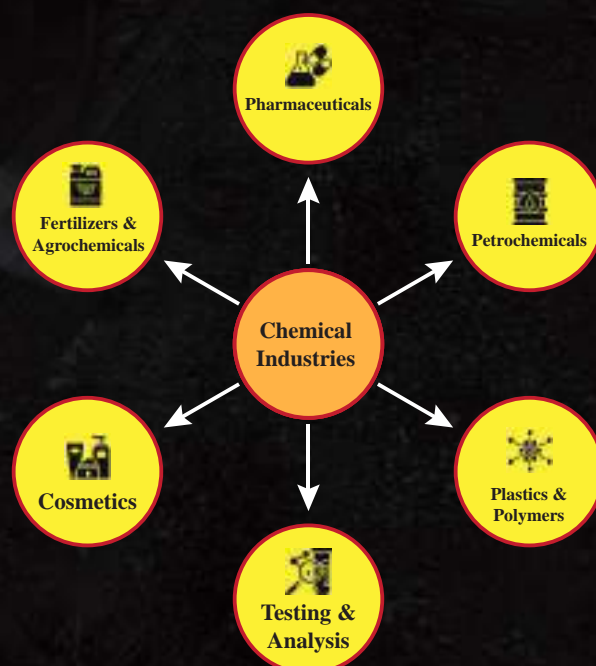 Pharmaceuticals
Fertilizers &
Agrochemicals
Petrochemicals
Chemical
Industries
Cosmetics
Plastics &
Polymers
Testing &
Analysis